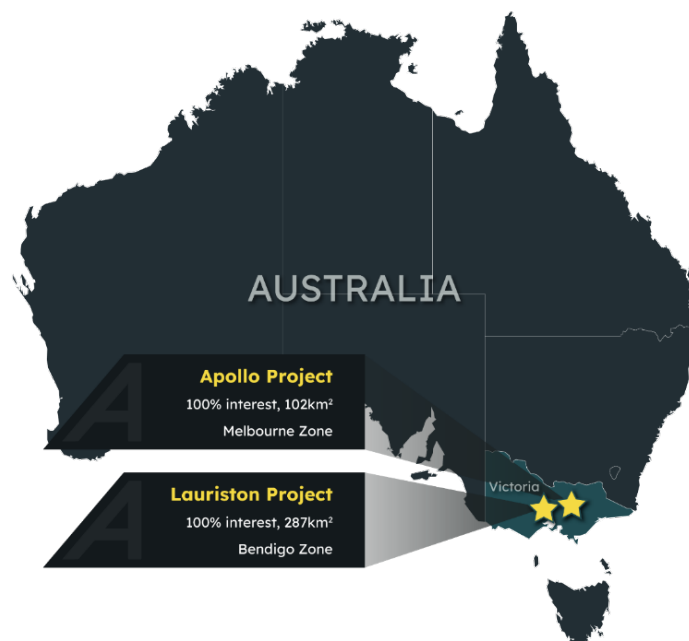 AUSTRALIA
Apollo Project
100% interest, 102km²
Melbourne Zone
Lauriston Project
100% interest, 287km²
Bendigo Zone
Victoria